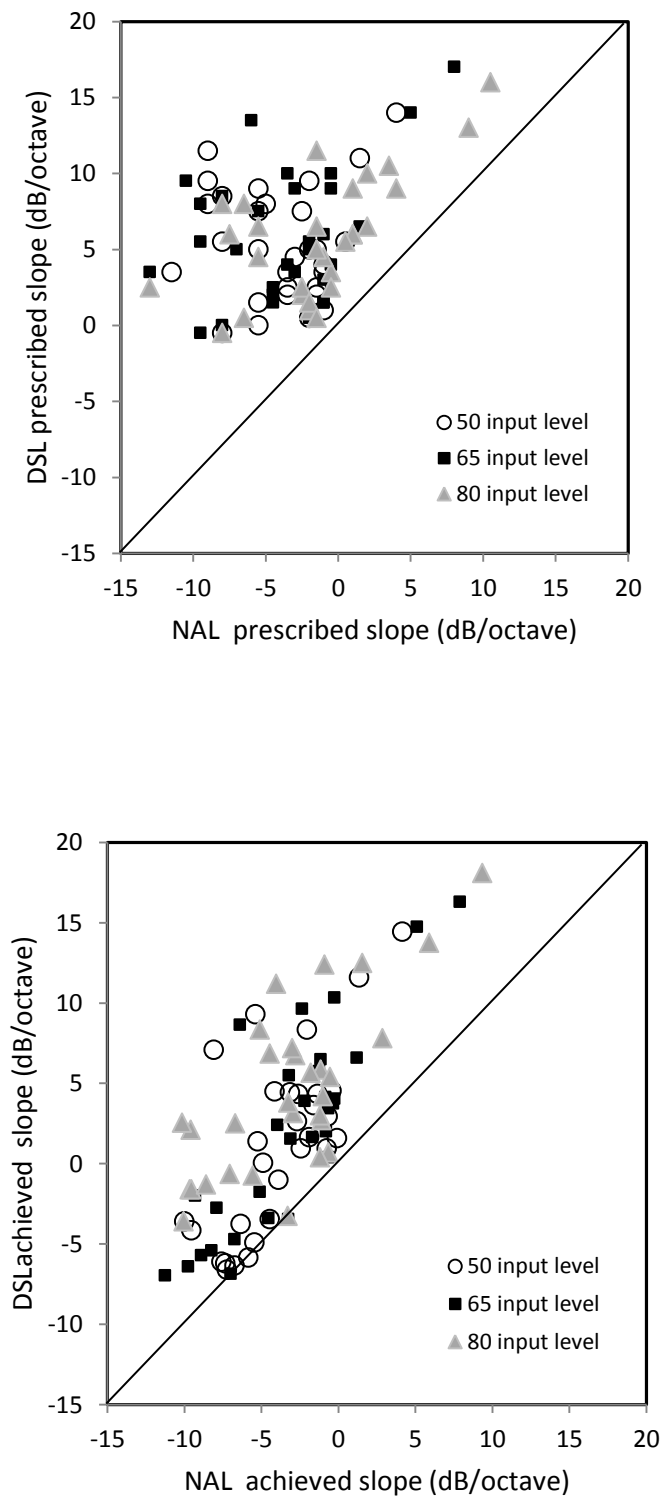 20
15
10
5
0
-5
-10
-15
DSL prescribed slope (dB/octave)
50 input level
65 input level
80 input level
-15 -10 -5 0 5 10 15 20
NAL prescribed slope (dB/octave)
20
15
10
5
0
-5
-10
-15
DSLachieved slope (dB/octave)
50 input level
65 input level
80 input level
-15 -10 -5 0 5 10 15 20
NAL achieved slope (dB/octave)